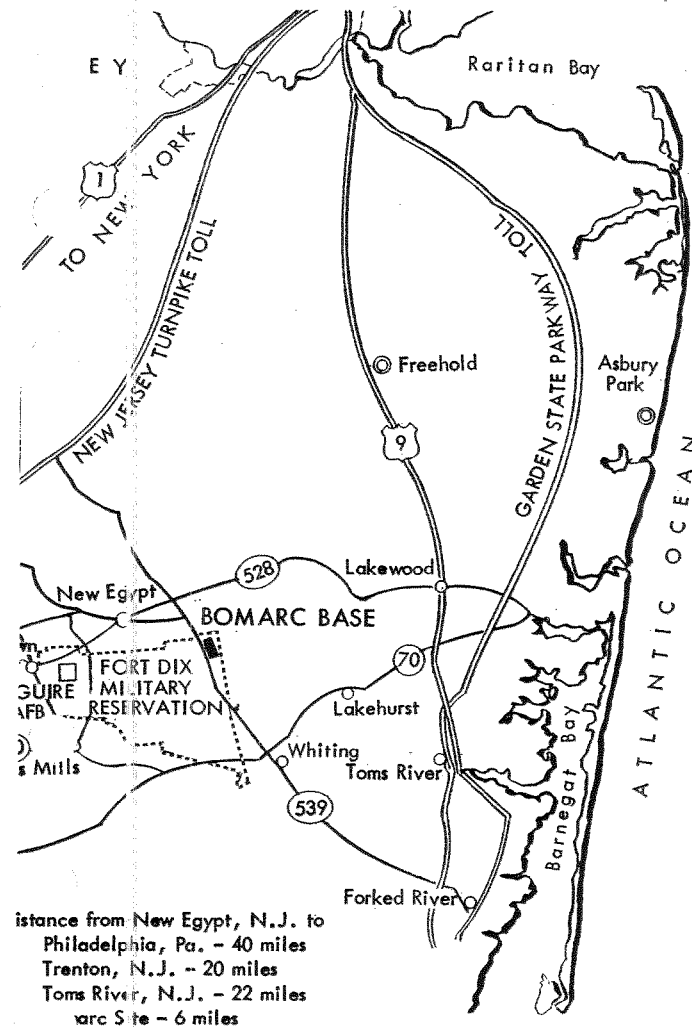 E Y
Raritan Bay
1
TO NEW YORK
NEW JERSEY TURNPIKE TOLL
GARDEN STATE PARKWAY TOLL
Freehold
Asbury
Park
9
ATLANTIC OCEAN
528
Lakewood
New Egypt
BOMARC BASE
70
FORT DIX
MILITARY
RESERVATION
GUIRE
AFB
Lakehurst
Whiting
Toms River
s Mills
Barnegat Bay
539
Forked River
istance from New Egypt, N.J. to
Philadelphia, Pa. - 40 miles
Trenton, N.J. - 20 miles
Toms River, N.J. - 22 miles
arc Site - 6 miles